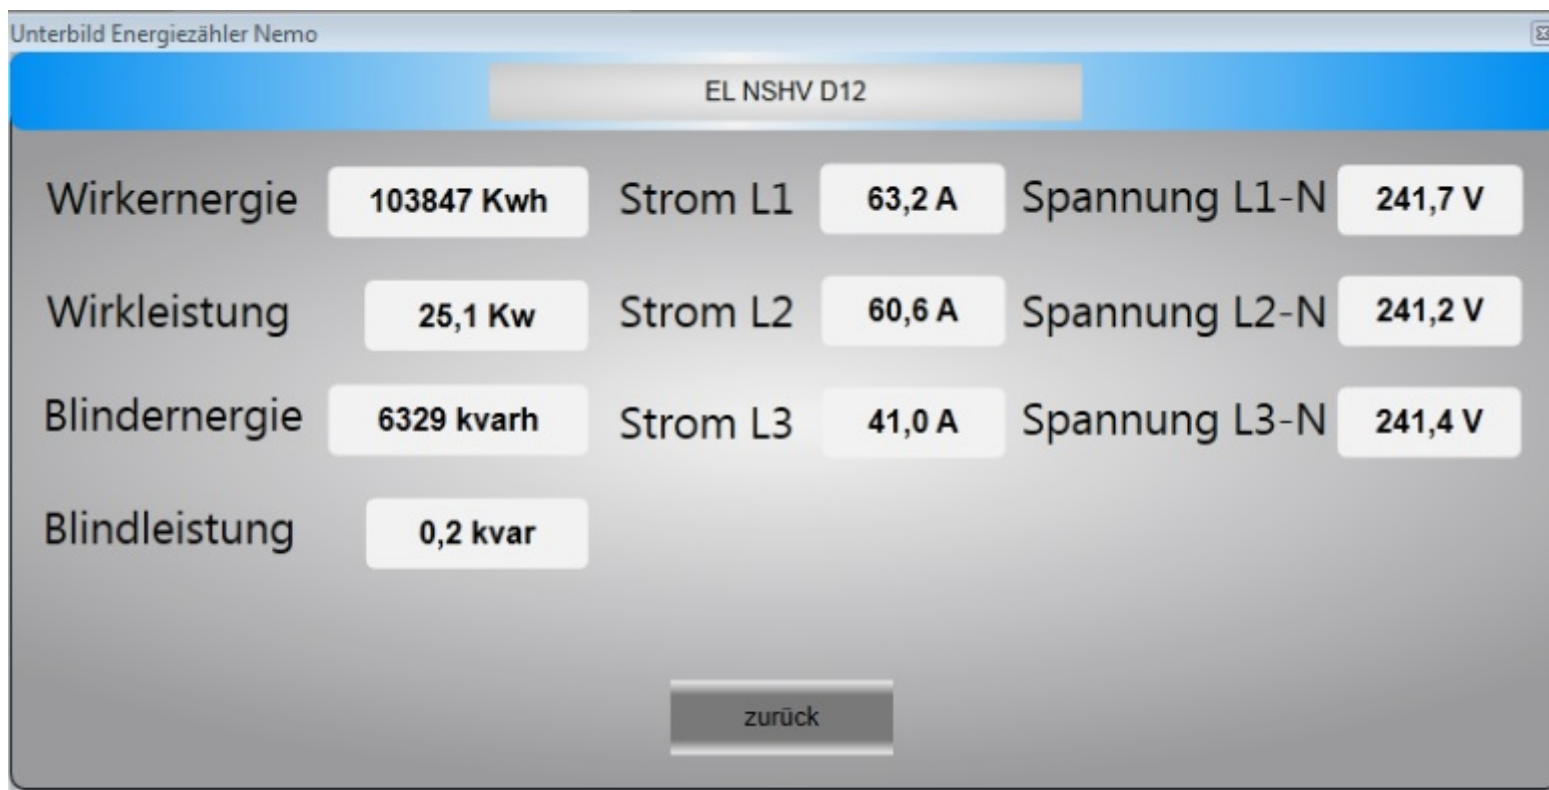 Unterbild Energiezähler Nemo
EL NSHV D12
Wirkernergie 103847 Kwh Strom L1 63,2 A Spannung L1-N 241,7 V
Wirkleistung 25,1 Kw Strom L2 60,6 A Spannung L2-N 241,2 V
Blindernergie 6329 kvarh Strom L3 41,0 A Spannung L3-N 241,4 V
Blindleistung 0,2 kvar
zurück